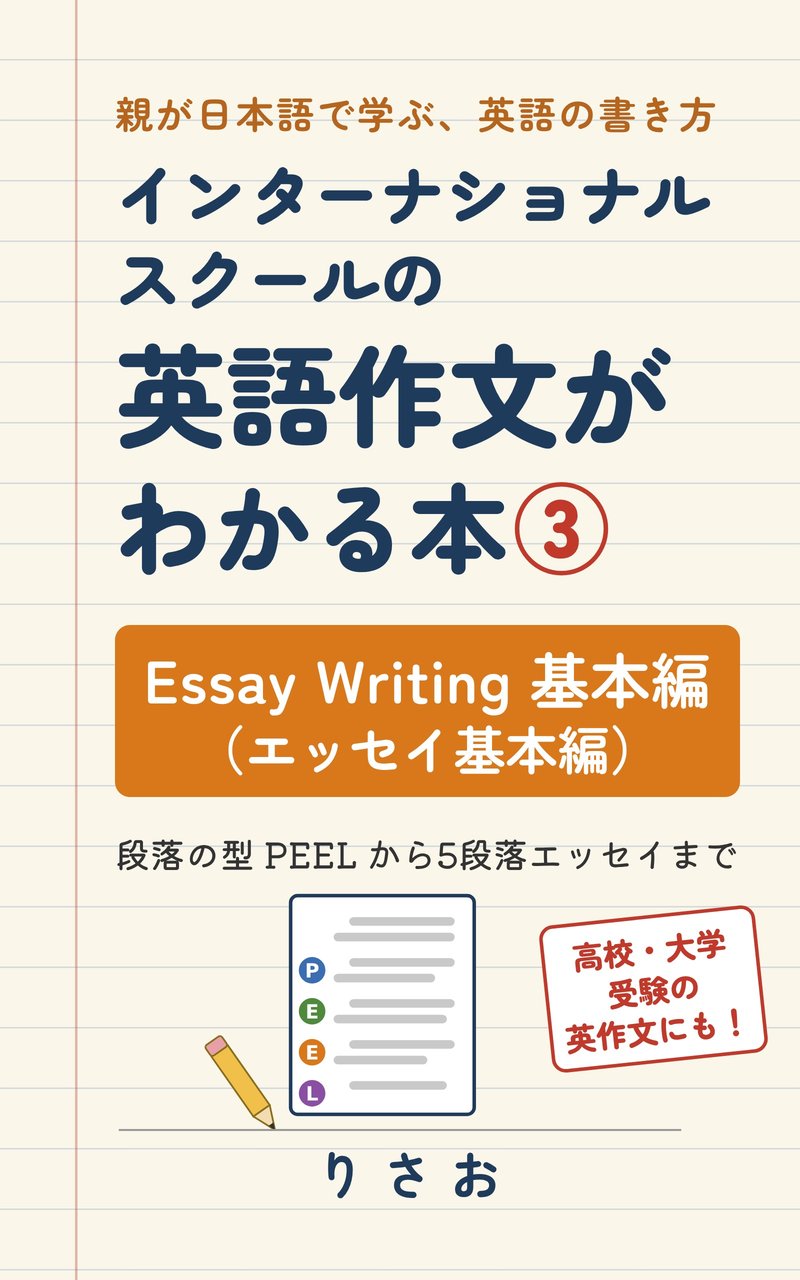 親が日本語で学ぶ、英語の書き方
インターナショナル
スクールの
英語作文が
わかる本③
Essay Writing 基本編
（エッセイ基本編）
段落の型 PEEL から5段落エッセイまで
P
E
E
L
高校・大学
受験の
英作文にも！
りさお